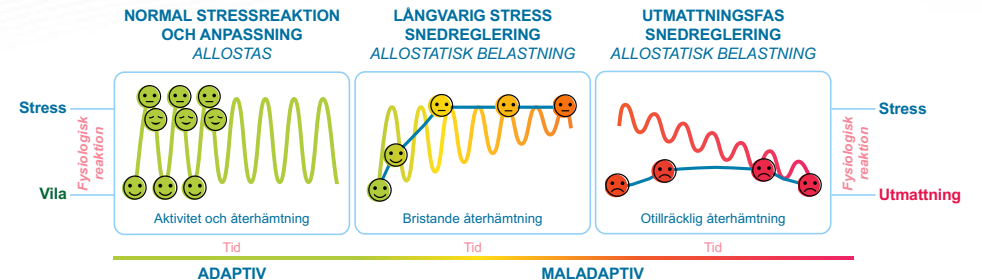 NORMAL STRESSREAKTION
OCH ANPASSNING
ALLOSTAS
LÅNGVARIG STRESS
SNEDREGLERING
ALLOSTATISK BELASTNING
UTMATTNINGSFAS
SNEDREGLERING
ALLOSTATISK BELASTNING
Stress
Fysiologisk
reaktion
Vila
Aktivitet och återhämtning
Bristande återhämtning
Otillräcklig återhämtning
Stress
Fysiologisk
reaktion
Utmattning
Tid
Tid
Tid
ADAPTIV
MALADAPTIV